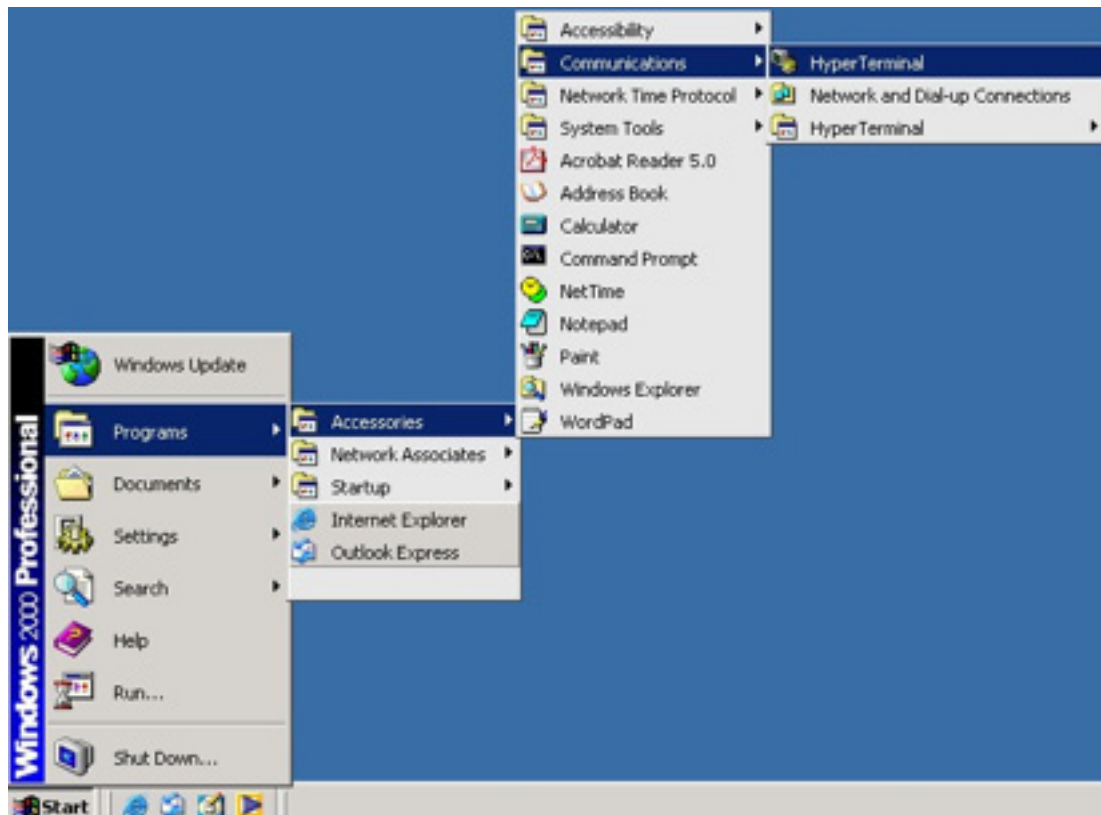 Accessibility
Communications
Network Time Protocol
System Tools
Acrobat Reader 5.0
Address Book
Calculator
Command Prompt
NetTime
Notepad
Paint
Windows Explorer
WordPad
HyperTerminal
Network and Dial-up Connections
HyperTerminal
Windows Update
Programs
Documents
Settings
Search
Help
Run...
Shut Down...
Accessories
Network Associates
Startup
Internet Explorer
Outlook Express
Windows 2000 Professional
Start